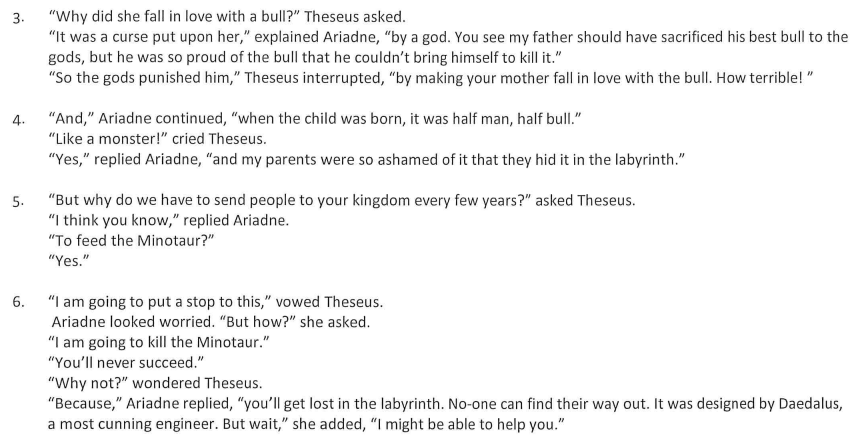 3. “Why did she fall in love with a bull?” Theseus asked.
“It was a curse put upon her,” explained Ariadne, “by a god. You see my father should have sacrificed his best bull to the
gods, but he was so proud of the bull that he couldn’t bring himself to kill it.”
“So the gods punished him,” Theseus interrupted, “by making your mother fall in love with the bull. How terrible! ”
4. “And,” Ariadne continued, “when the child was born, it was half man, half bull.”
“Like a monster!” cried Theseus.
“Yes,” replied Ariadne, “and my parents were so ashamed of it that they hid it in the labyrinth.”
5. “But why do we have to send people to your kingdom every few years?” asked Theseus.
“I think you know,” replied Ariadne.
“To feed the Minotaur?”
“Yes.”
6. “I am going to put a stop to this,” vowed Theseus.
Ariadne looked worried. “But how?” she asked.
“I am going to kill the Minotaur.”
“You’ll never succeed.”
“Why not?” wondered Theseus.
“Because,” Ariadne replied, “you’ll get lost in the labyrinth. No-one can find their way out. It was designed by Daedalus,
a most cunning engineer. But wait,” she added, “I might be able to help you.”